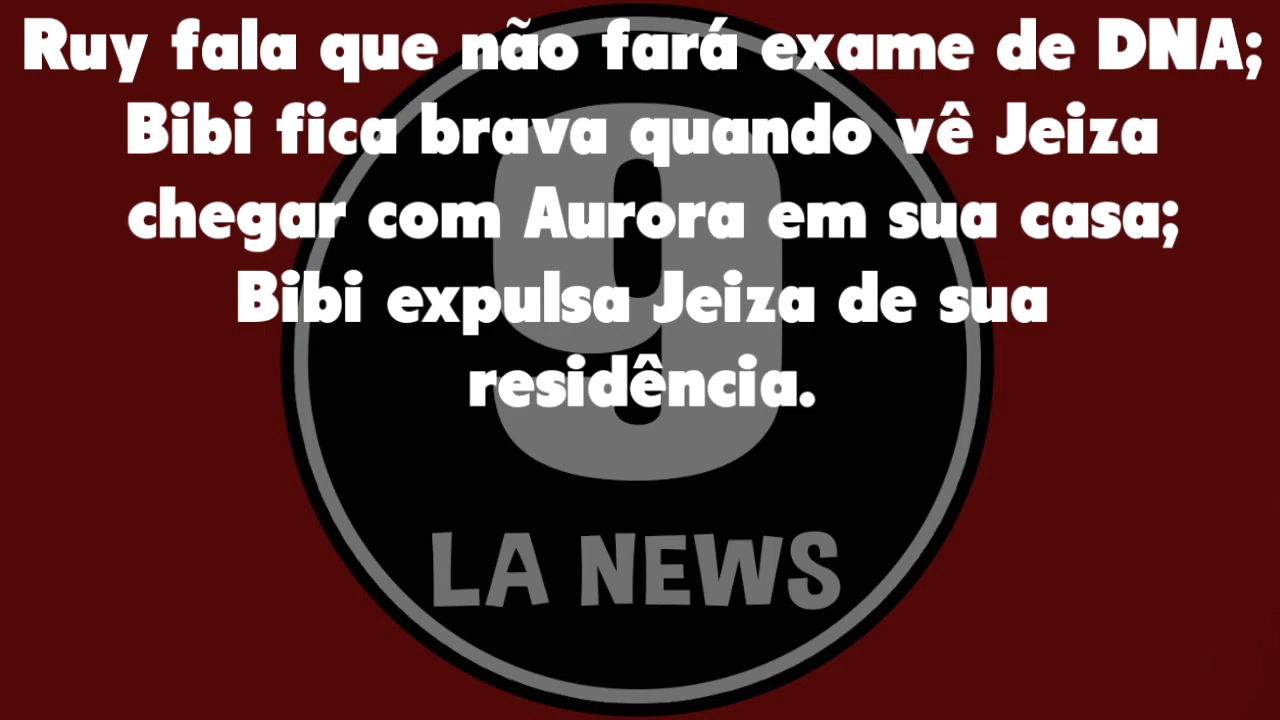 Ruy fala que não fará exame de DNA;
Bibi fica brava quando vê Jeiza
chegar com Aurora em sua casa;
Bibi expulsa Jeiza de sua
residência.
9
LA NEWS